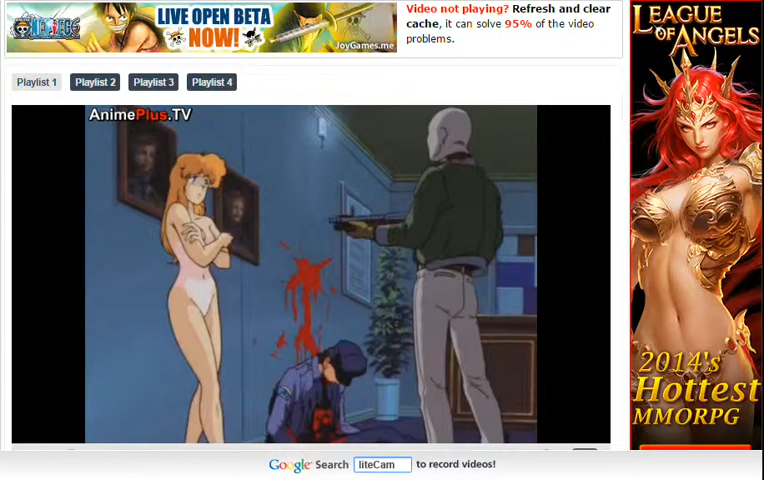 ONE PIECE
LIVE OPEN BETA
NOW!
JoyGames.me
Video not playing? Refresh and clear
cache, it can solve 95% of the video
problems.
LEAGUE
OF ANGELS
Playlist 1
Playlist 2
Playlist 3
Playlist 4
AnimePlus.TV
2014's
Hottest
MMORPG
Google Search liteCam to record videos!